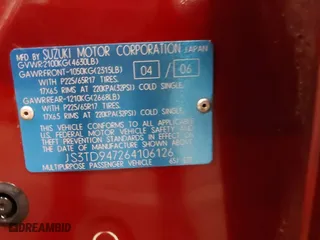 MFD BY SUZUKI MOTOR CORPORATION JAPAN
GVWR:2100KG(4630LB) 04 / -06
GAWR:FRONT-1050KG(2315LB)
WITH P225/65R17 TIRES.
17X6.5 RIMS AT 220KPA(32PSI) COLD SINGLE.
GAWR:REAR-1210KG(2668LB)
WITH P225/65R17 TIRES.
17X6.5 RIMS AT 220KPA(32PSI) COLD SINGLE.
THIS VEHICLE CONFORMS TO ALL APPLICABLE
U.S. FEDERAL MOTOR VEHICLE SAFETY AND
THEFT PREVENTION STANDARDS IN EFFECT
ON THE DATE OF MANUFACTURE SHOWN ABOVE.
JS3TD947264106126
MULTIPURPOSE PASSENGER VEHICLE
DREAMBID